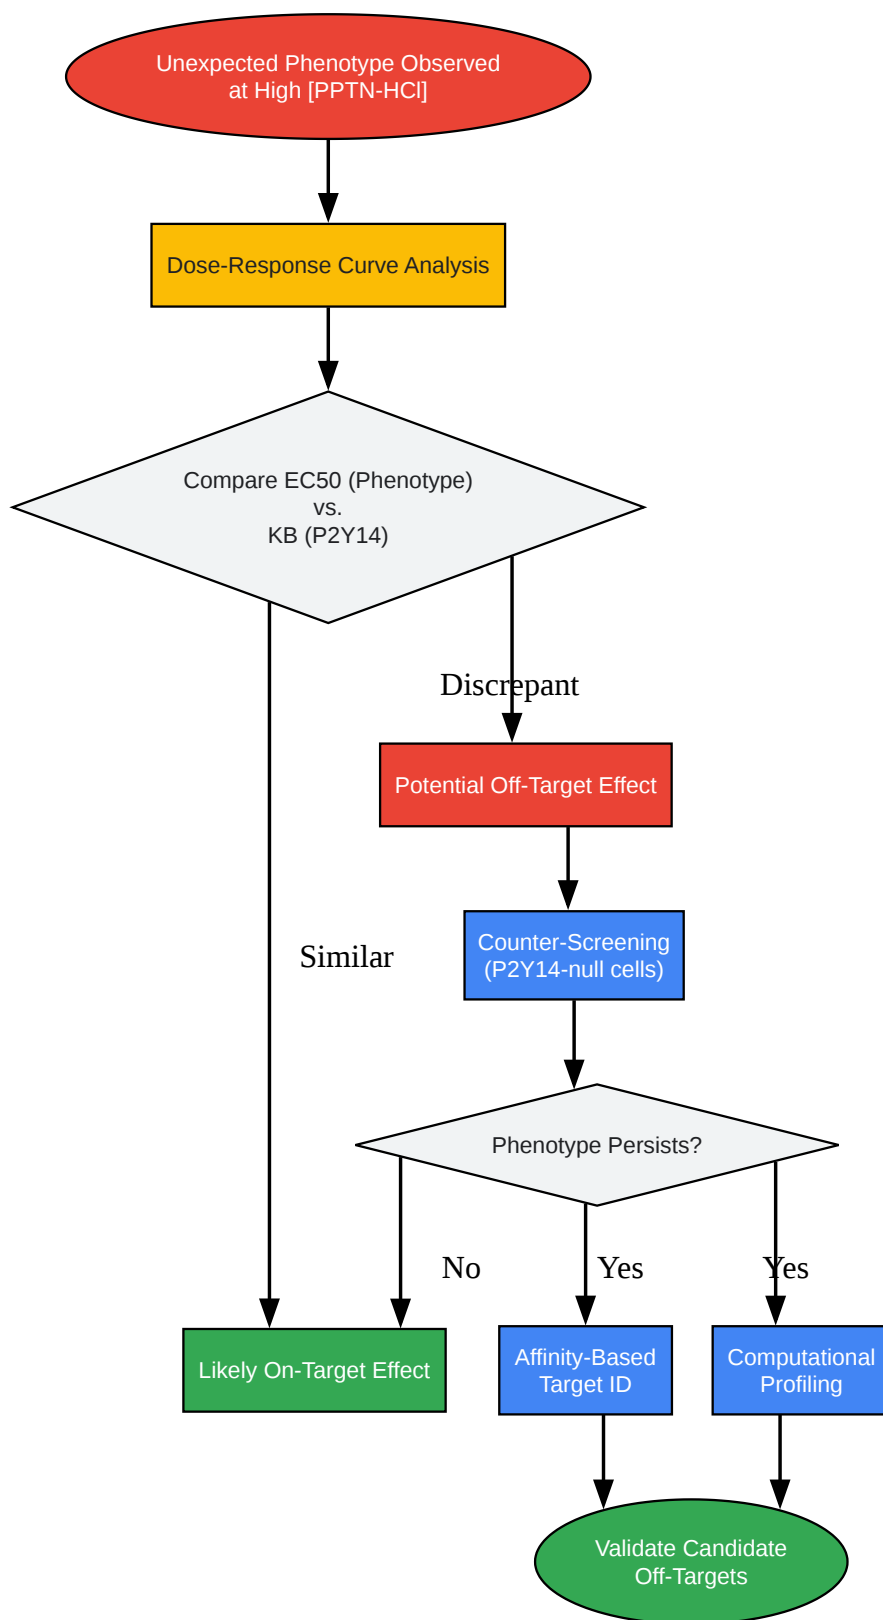 Unexpected Phenotype Observed
at High [PPTN-HCl]
Dose-Response Curve Analysis
Compare EC50 (Phenotype)
vs.
KB (P2Y14)
Discrepant
Potential Off-Target Effect
Similar
Counter-Screening
(P2Y14-null cells)
Phenotype Persists?
No
Yes
Yes
Likely On-Target Effect
Affinity-Based
Target ID
Computational
Profiling
Validate Candidate
Off-Targets